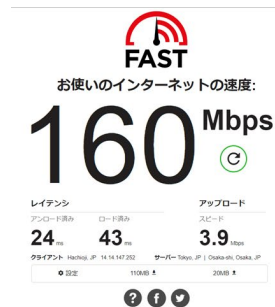 FAST
お使いのインターネットの速度:
160 Mbps
レイテンシ アップロード
アンロード済み ロード済み スピード
24 ms 43 ms 3.9 Mbps
クライアント Hachioji, JP 14.14.147.252 サーバー Tokyo, JP | Osaka-shi, Osaka, JP
設定 110MB 20MB
?